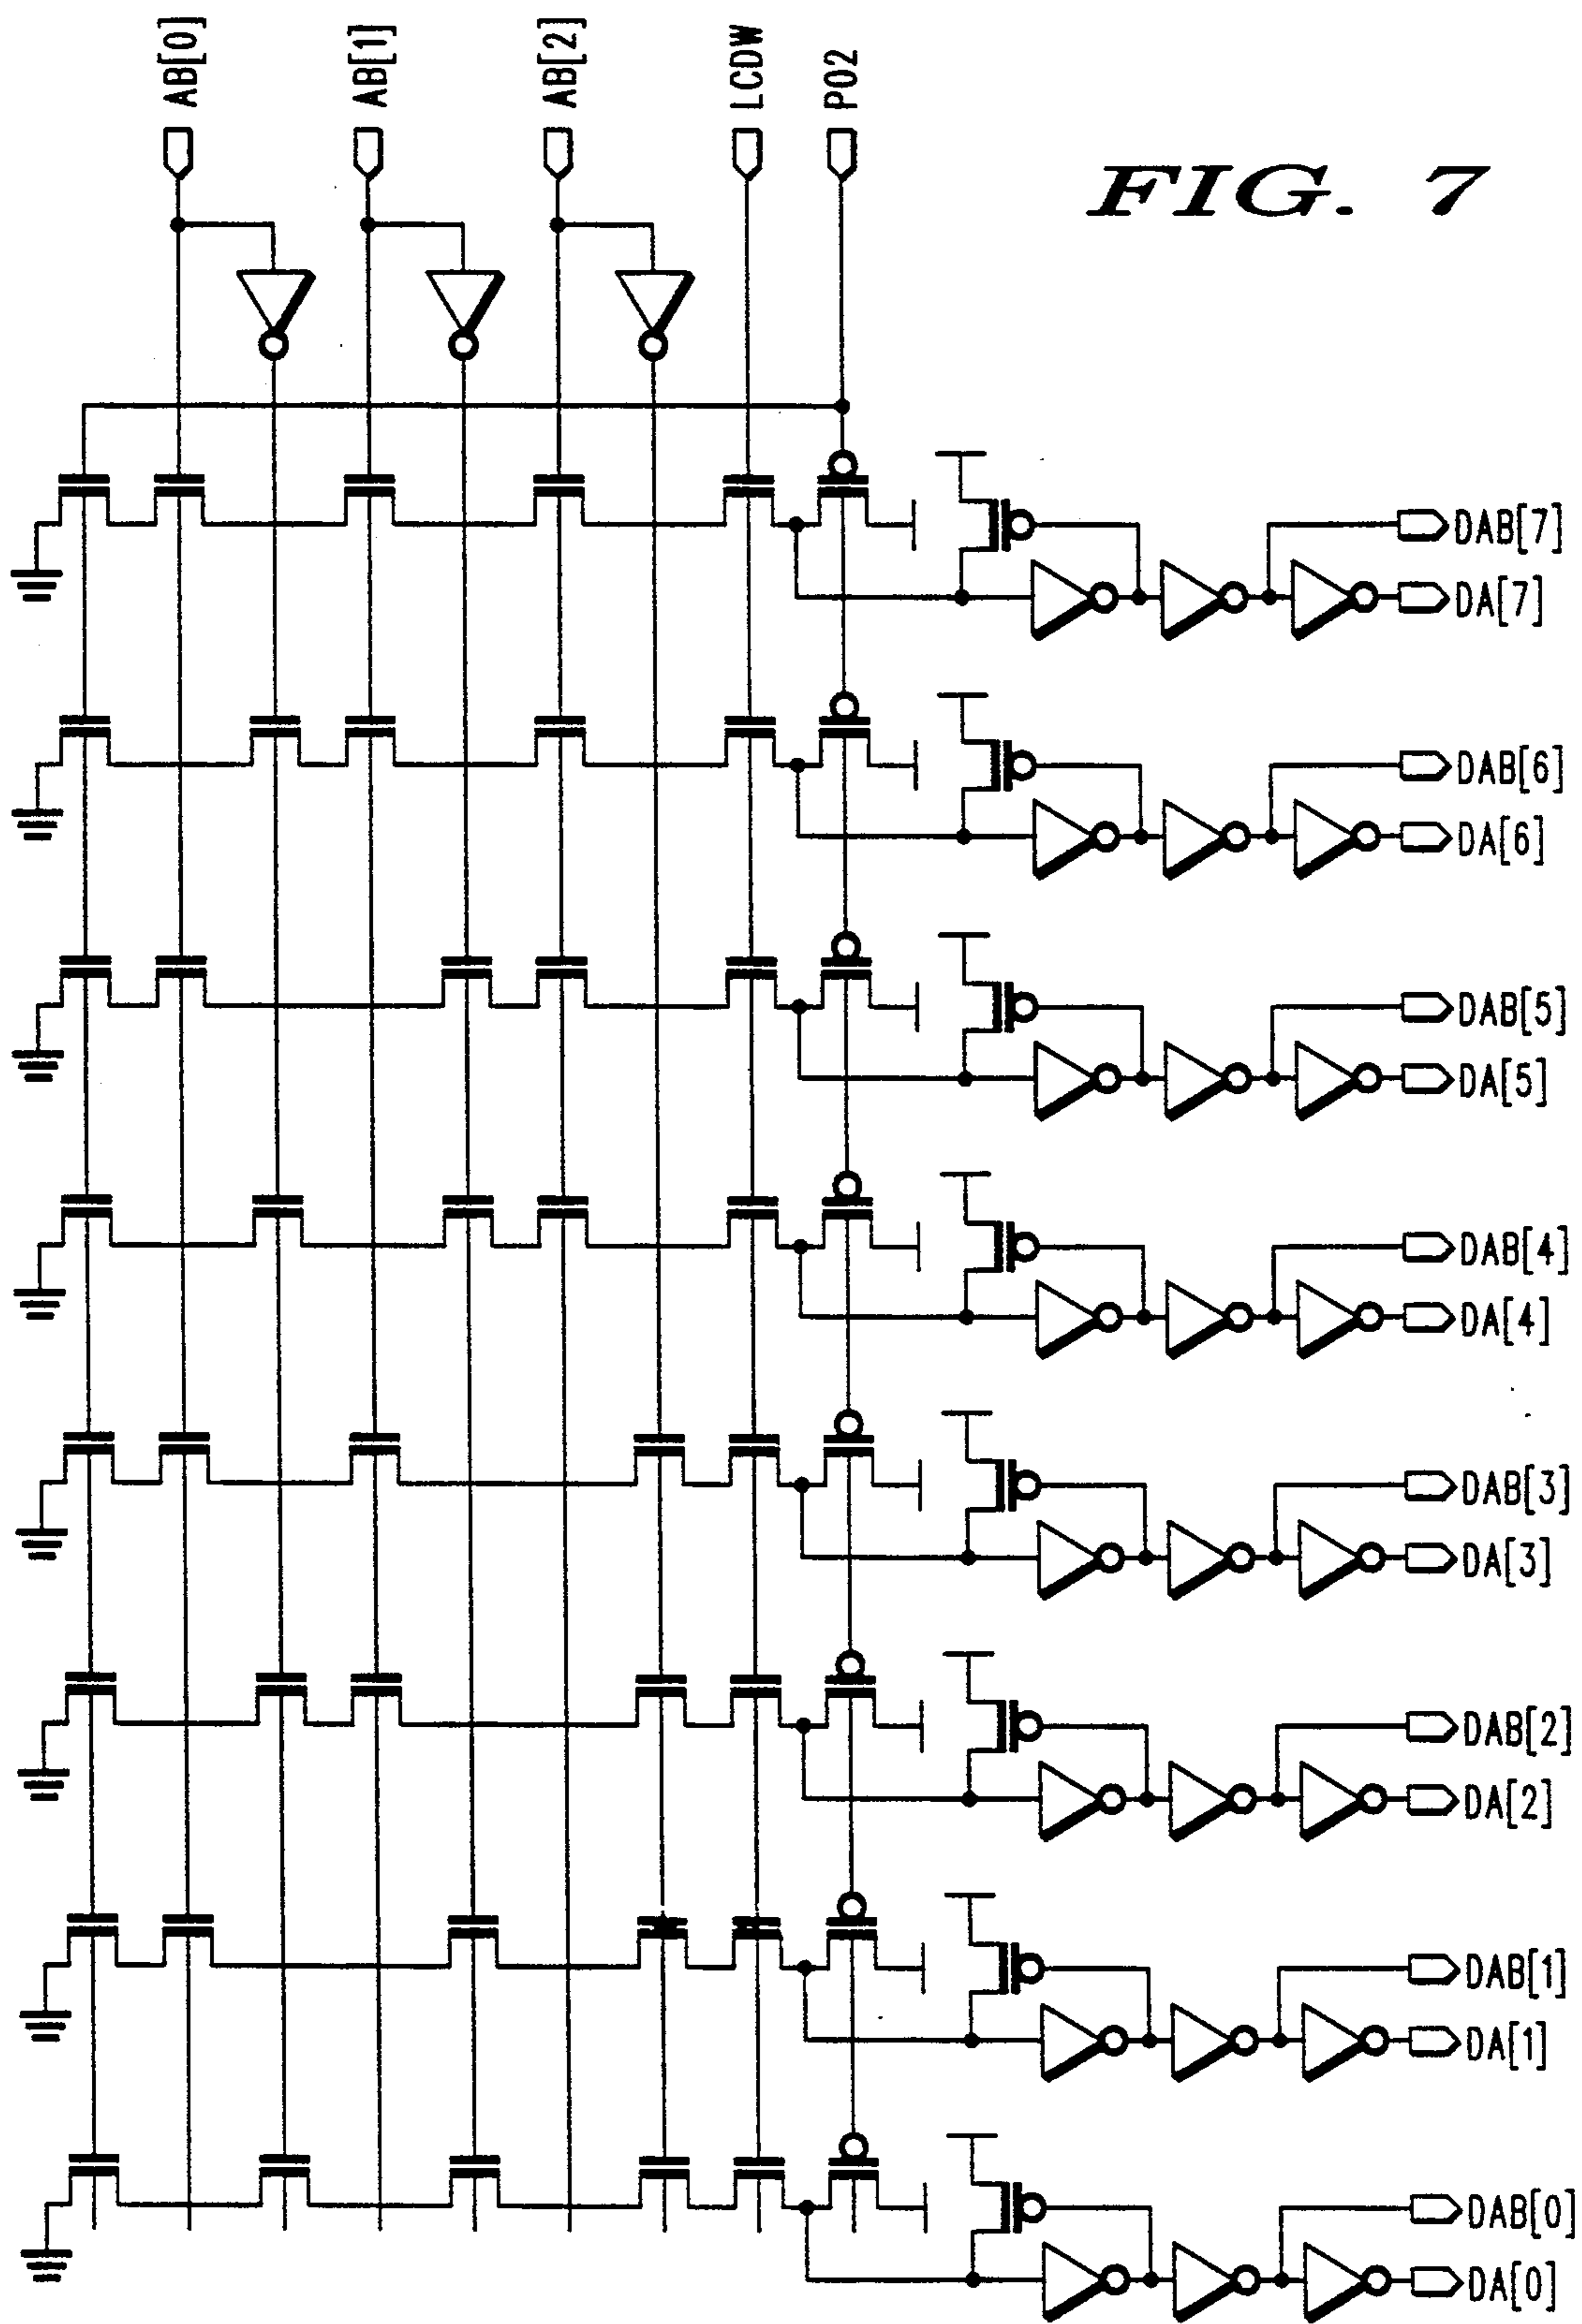 AB[0]
AB[1]
AB[2]
LCDW
PO2
FIG. 7
DAB[7]
DA[7]
DAB[6]
DA[6]
DAB[5]
DA[5]
DAB[4]
DA[4]
DAB[3]
DA[3]
DAB[2]
DA[2]
DAB[1]
DA[1]
DAB[0]
DA[0]